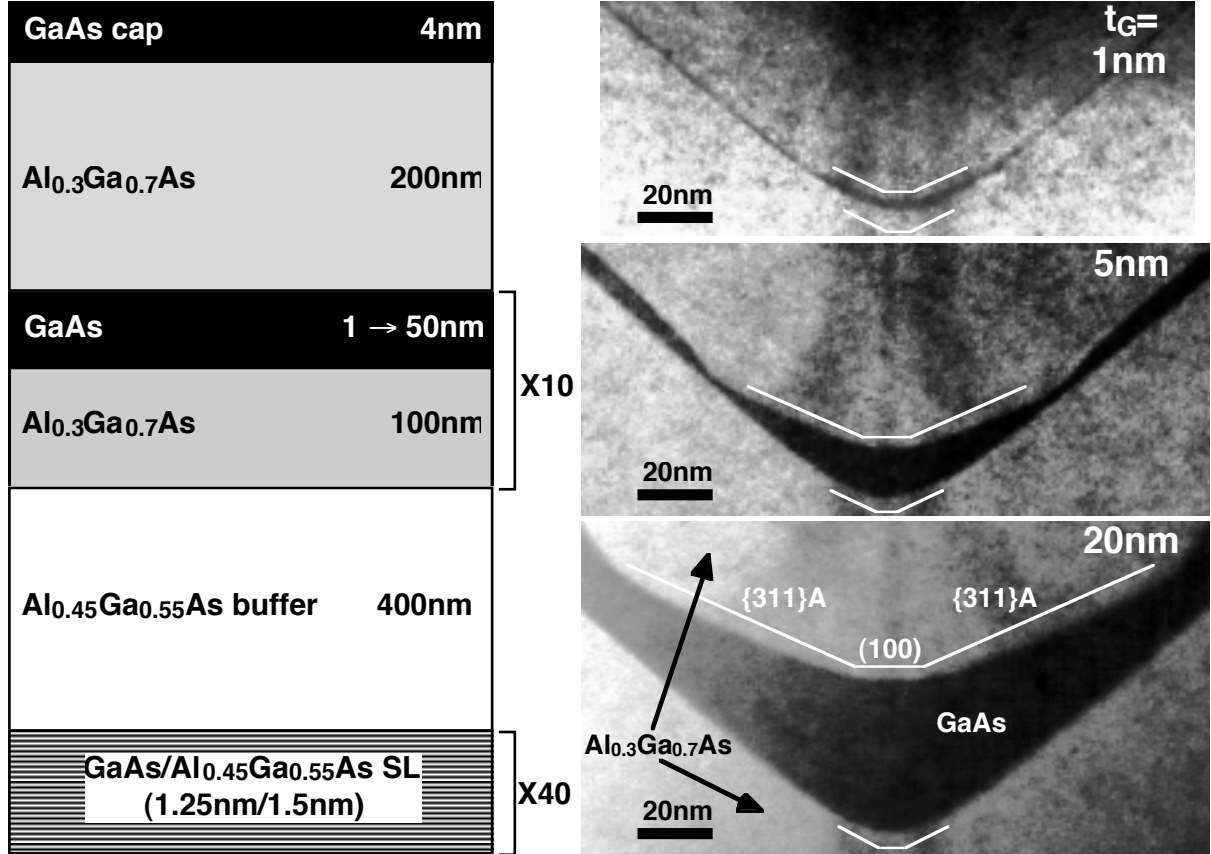 GaAs cap 4nm
Al0.3Ga0.7As 200nm
GaAs 1 → 50nm
Al0.3Ga0.7As 100nm
X10
Al0.45Ga0.55As buffer 400nm
GaAs/Al0.45Ga0.55As SL
(1.25nm/1.5nm)
X40
tG=
1nm
20nm
5nm
20nm
20nm
{311}A {311}A
(100)
GaAs
Al0.3Ga0.7As
20nm